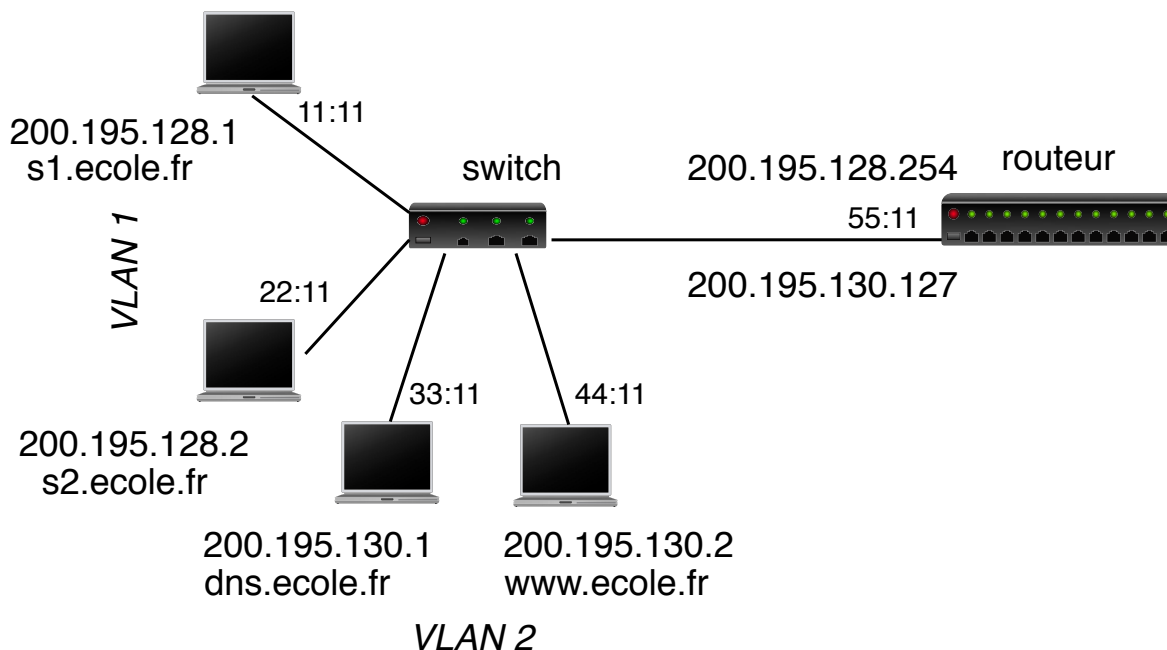 11:11
200.195.128.1
s1.ecole.fr
VLAN 1
switch
200.195.128.254
routeur
55:11
200.195.130.127
22:11
200.195.128.2
s2.ecole.fr
33:11
44:11
200.195.130.1
dns.ecole.fr
200.195.130.2
www.ecole.fr
VLAN 2